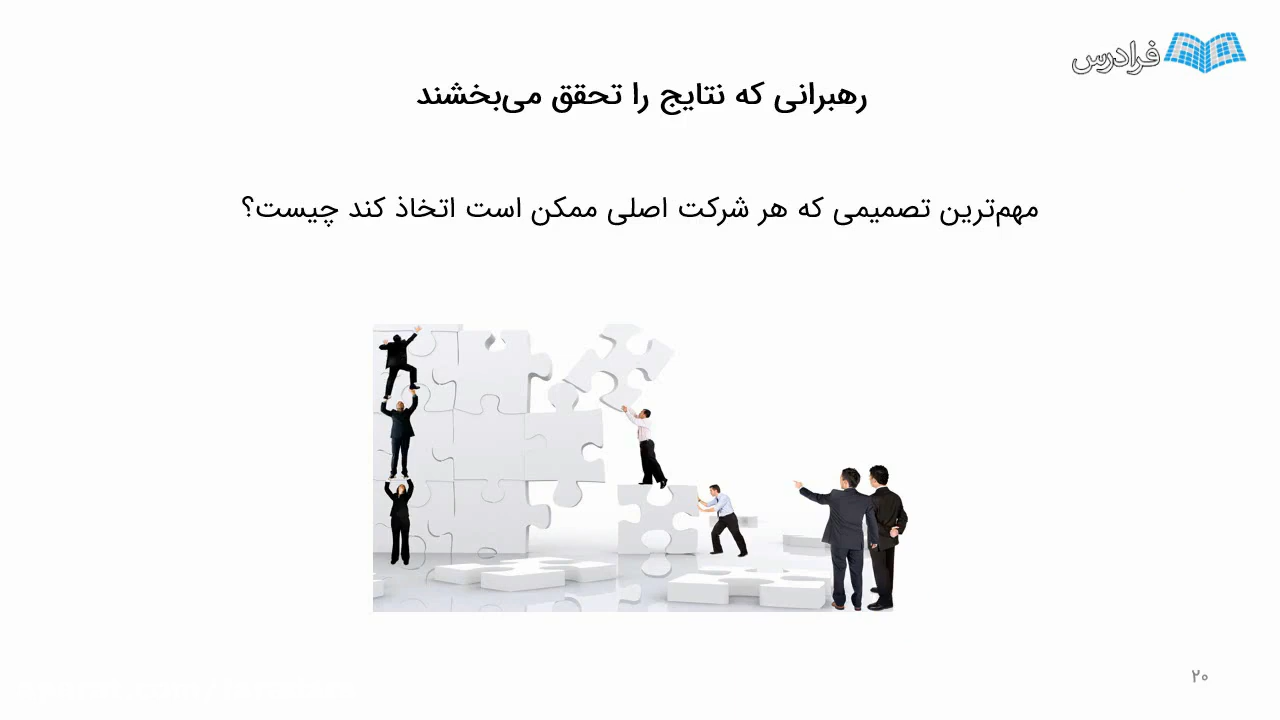 فرادرس
رهبرانی که نتایج را تحقق می‌بخشند
مهم‌ترین تصمیمی که هر شرکت اصلی ممکن است اتخاذ کند چیست؟
۲۰